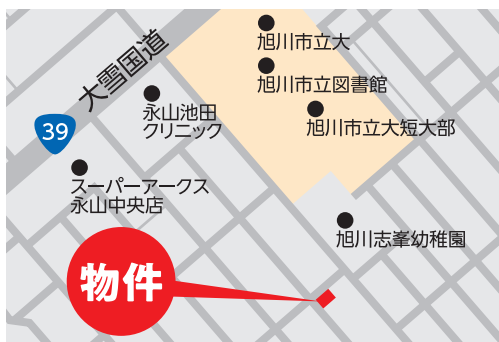 旭川市立大
旭川市立図書館
大雪国道
永山池田
クリニック
旭川市立大短大部
39
スーパーアークス
永山中央店
旭川志峯幼稚園
物件